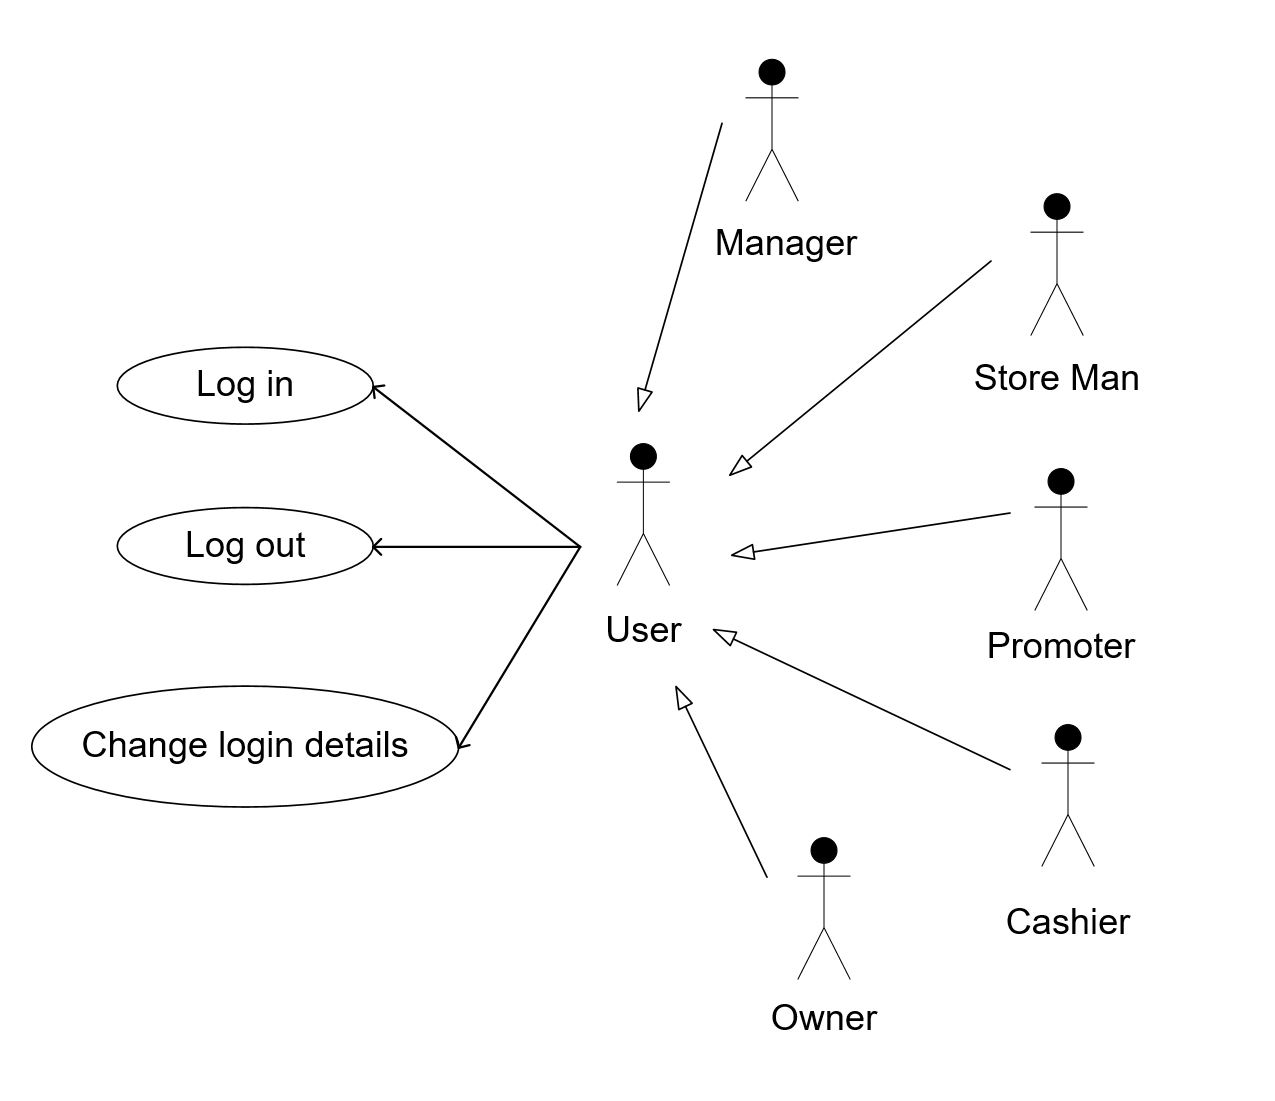 Manager
Store Man
Log in
Log out
User
Promoter
Change login details
Cashier
Owner